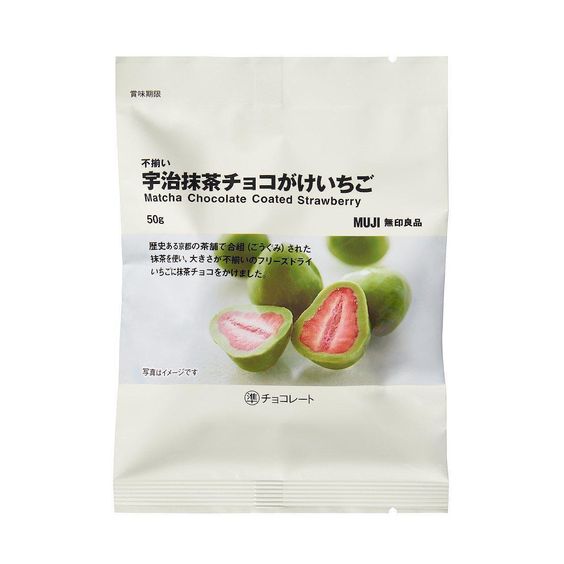 賞味期限
不揃い
宇治抹茶チョコがけいちご
Matcha Chocolate Coated Strawberry
50g
MUJI 無印良品
歴史ある京都の茶舗で合組（ごうぐみ）された
抹茶を使い、大きさが不揃いのフリーズドライ
いちごに抹茶チョコをかけました。
写真はイメージです
準 チョコレート